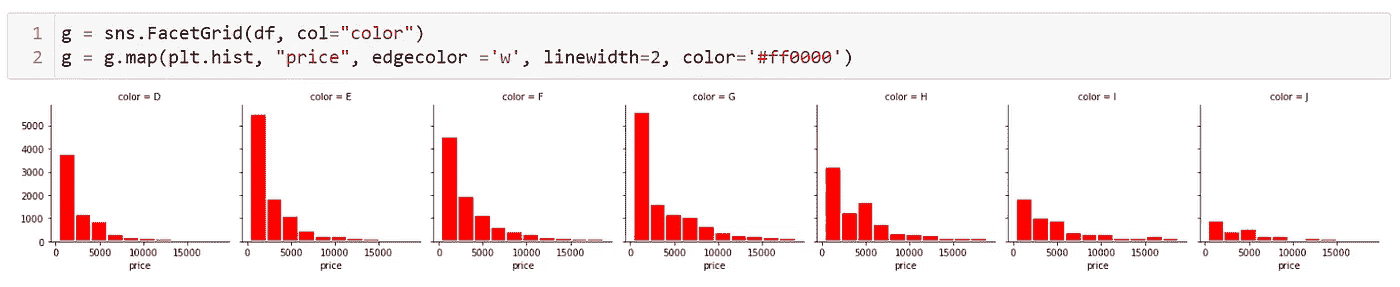 1 g = sns.FacetGrid(df, col="color")
2 g = g.map(plt.hist, "price", edgecolor ='w', linewidth=2, color='#ff0000')
color = D color = E color = F color = G color = H color = I color = J
5000
4000
3000
2000
1000
0
0 5000 10000 15000 0 5000 10000 15000 0 5000 10000 15000 0 5000 10000 15000 0 5000 10000 15000 0 5000 10000 15000 0 5000 10000 15000
price price price price price price price